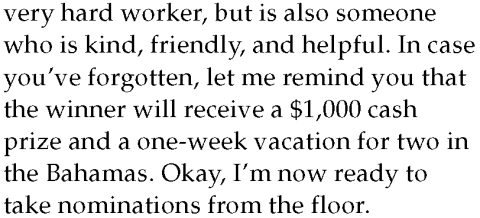 very hard worker, but is also someone
who is kind, friendly, and helpful. In case
you've forgotten, let me remind you that
the winner will receive a $1,000 cash
prize and a one-week vacation for two in
the Bahamas. Okay, I'm now ready to
take nominations from the floor.